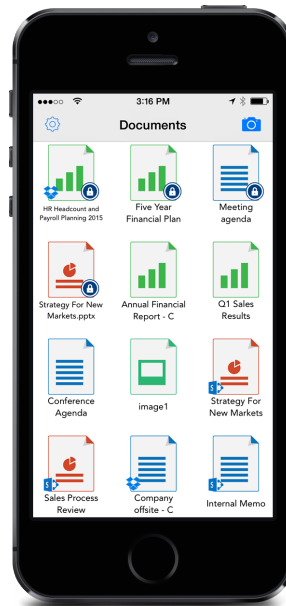 3:16 PM
Documents
HR Headcount and
Payroll Planning 2015
Five Year
Financial Plan
Meeting
agenda
Strategy For New
Markets.pptx
Annual Financial
Report - C
Q1 Sales
Results
Conference
Agenda
image1
Strategy For
New Markets
Sales Process
Review
Company
offsite - C
Internal Memo